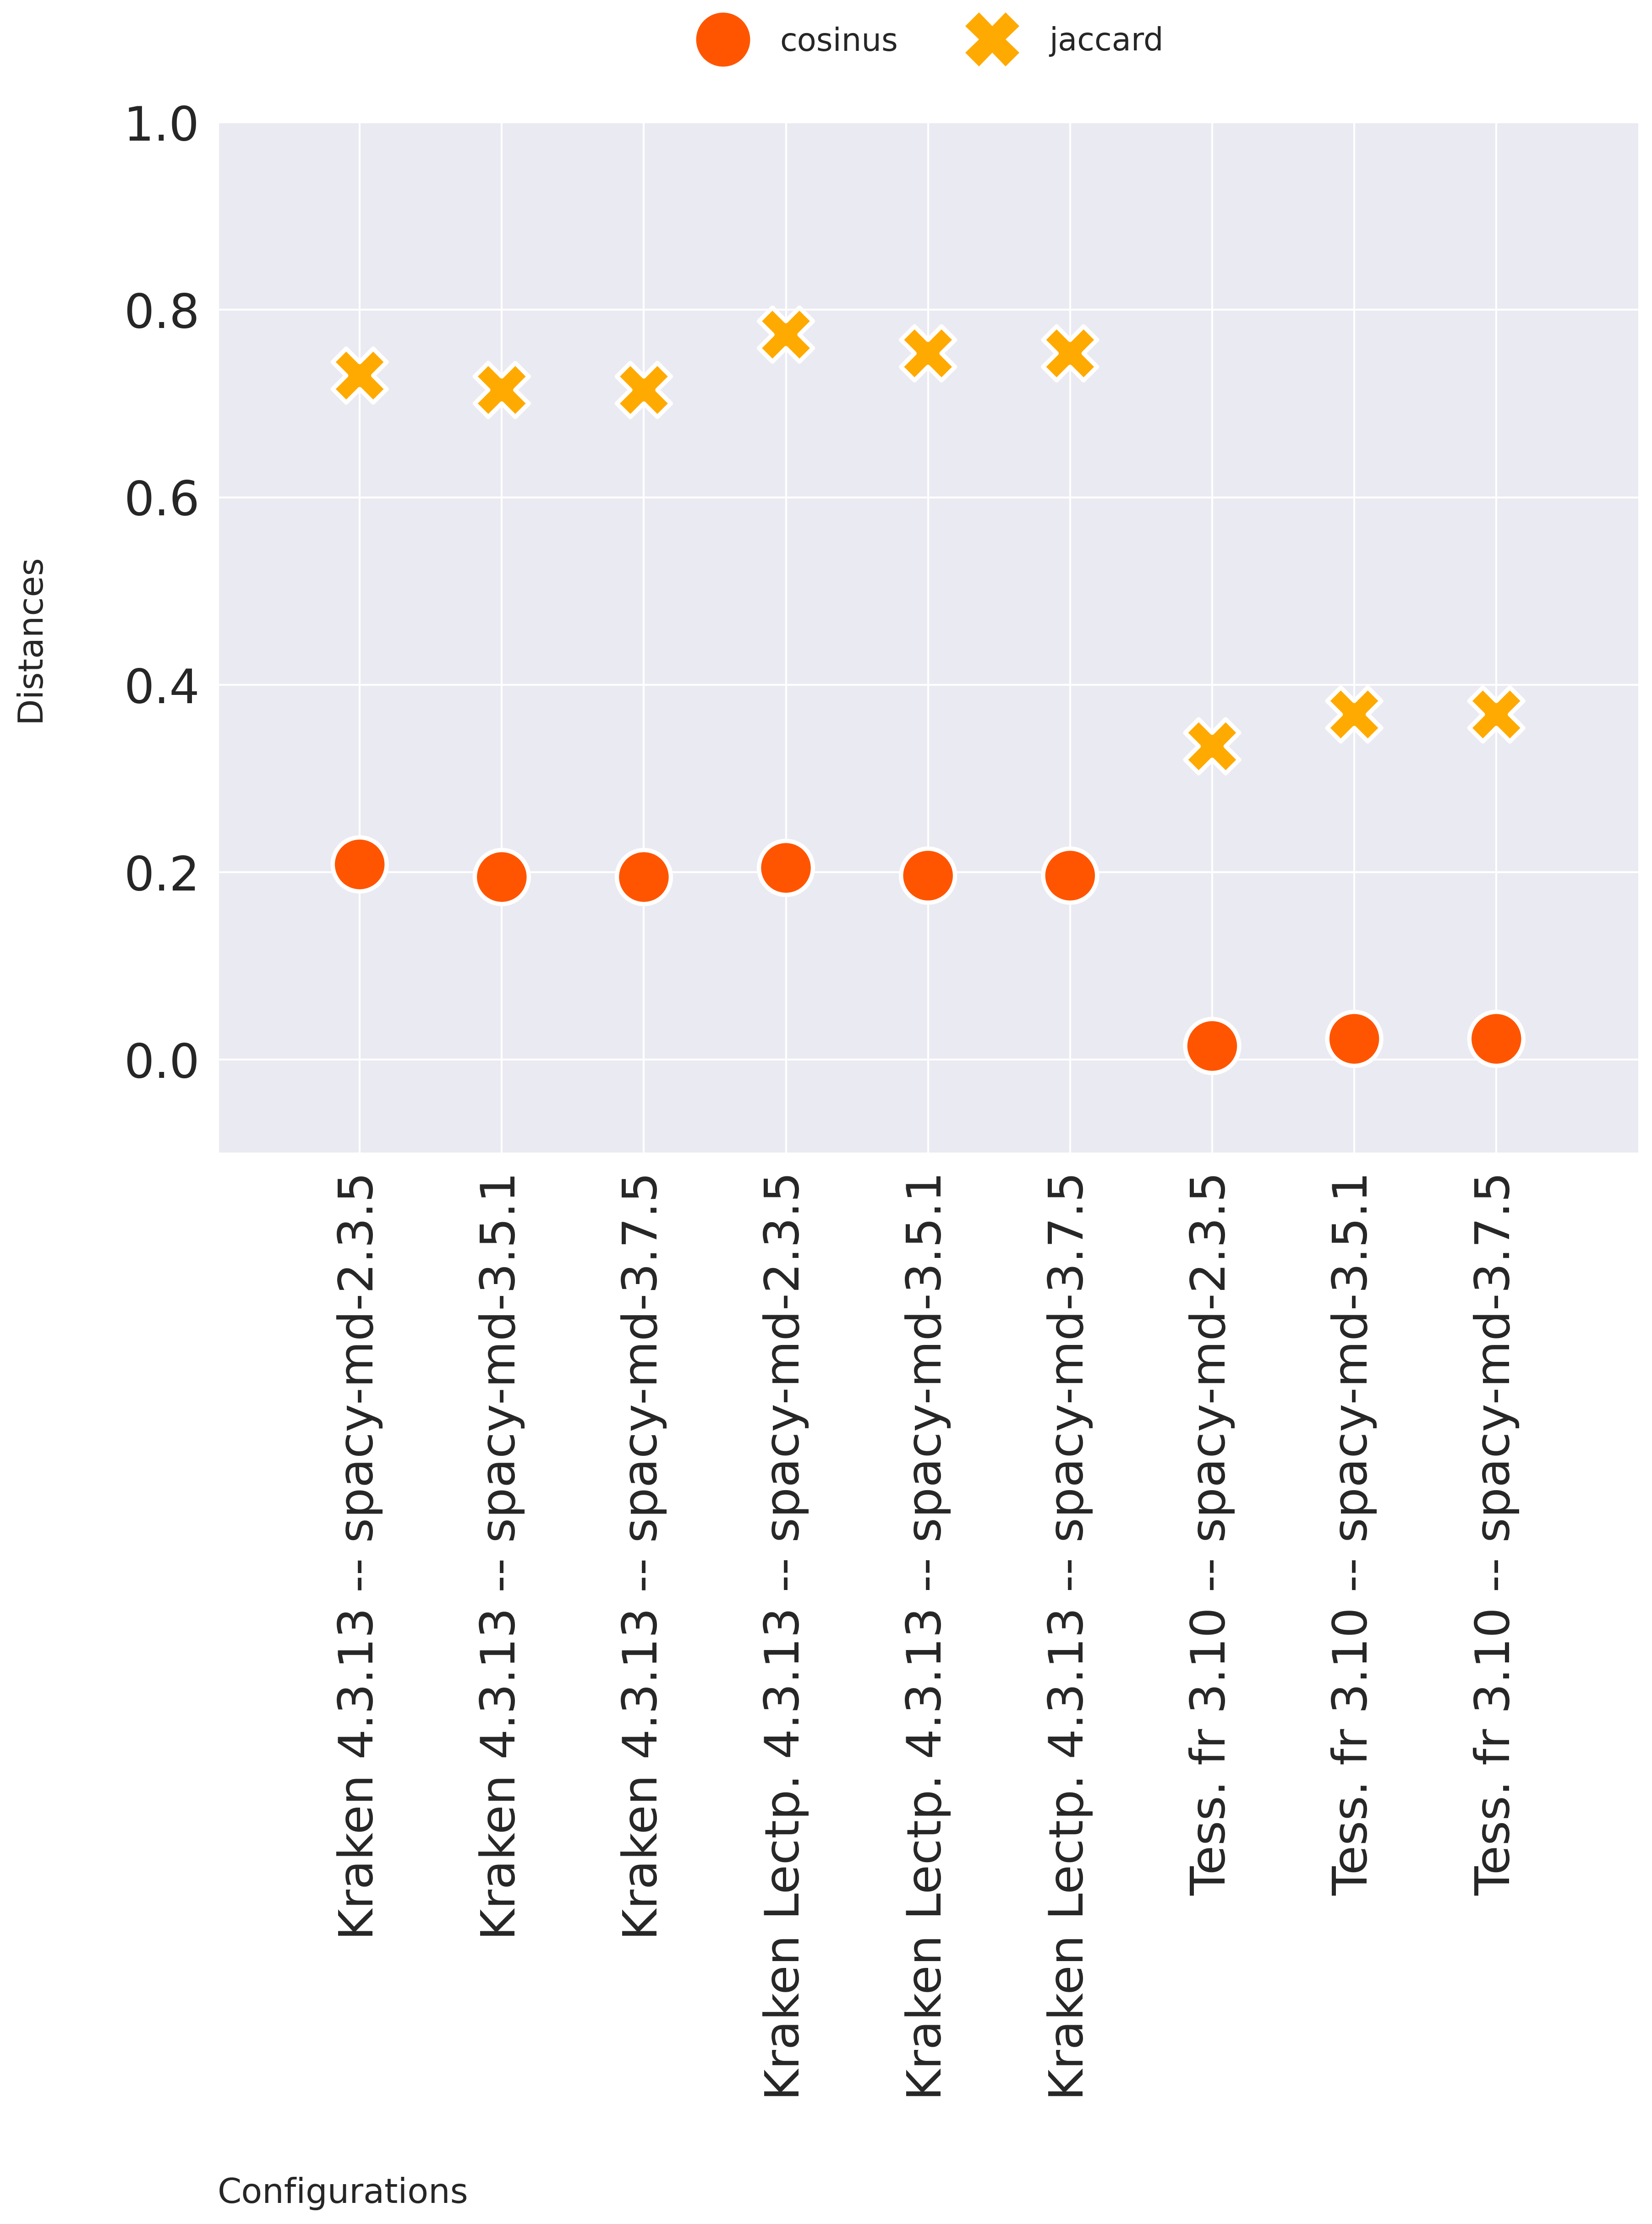 cosinus
jaccard
1.0
0.8
0.6
0.4
0.2
0.0
Distances
Kraken 4.3.13 -- spacy-md-2.3.5
Kraken 4.3.13 -- spacy-md-3.5.1
Kraken 4.3.13 -- spacy-md-3.7.5
Kraken Lectp. 4.3.13 -- spacy-md-2.3.5
Kraken Lectp. 4.3.13 -- spacy-md-3.5.1
Kraken Lectp. 4.3.13 -- spacy-md-3.7.5
Tess. fr 3.10 -- spacy-md-2.3.5
Tess. fr 3.10 -- spacy-md-3.5.1
Tess. fr 3.10 -- spacy-md-3.7.5
Configurations